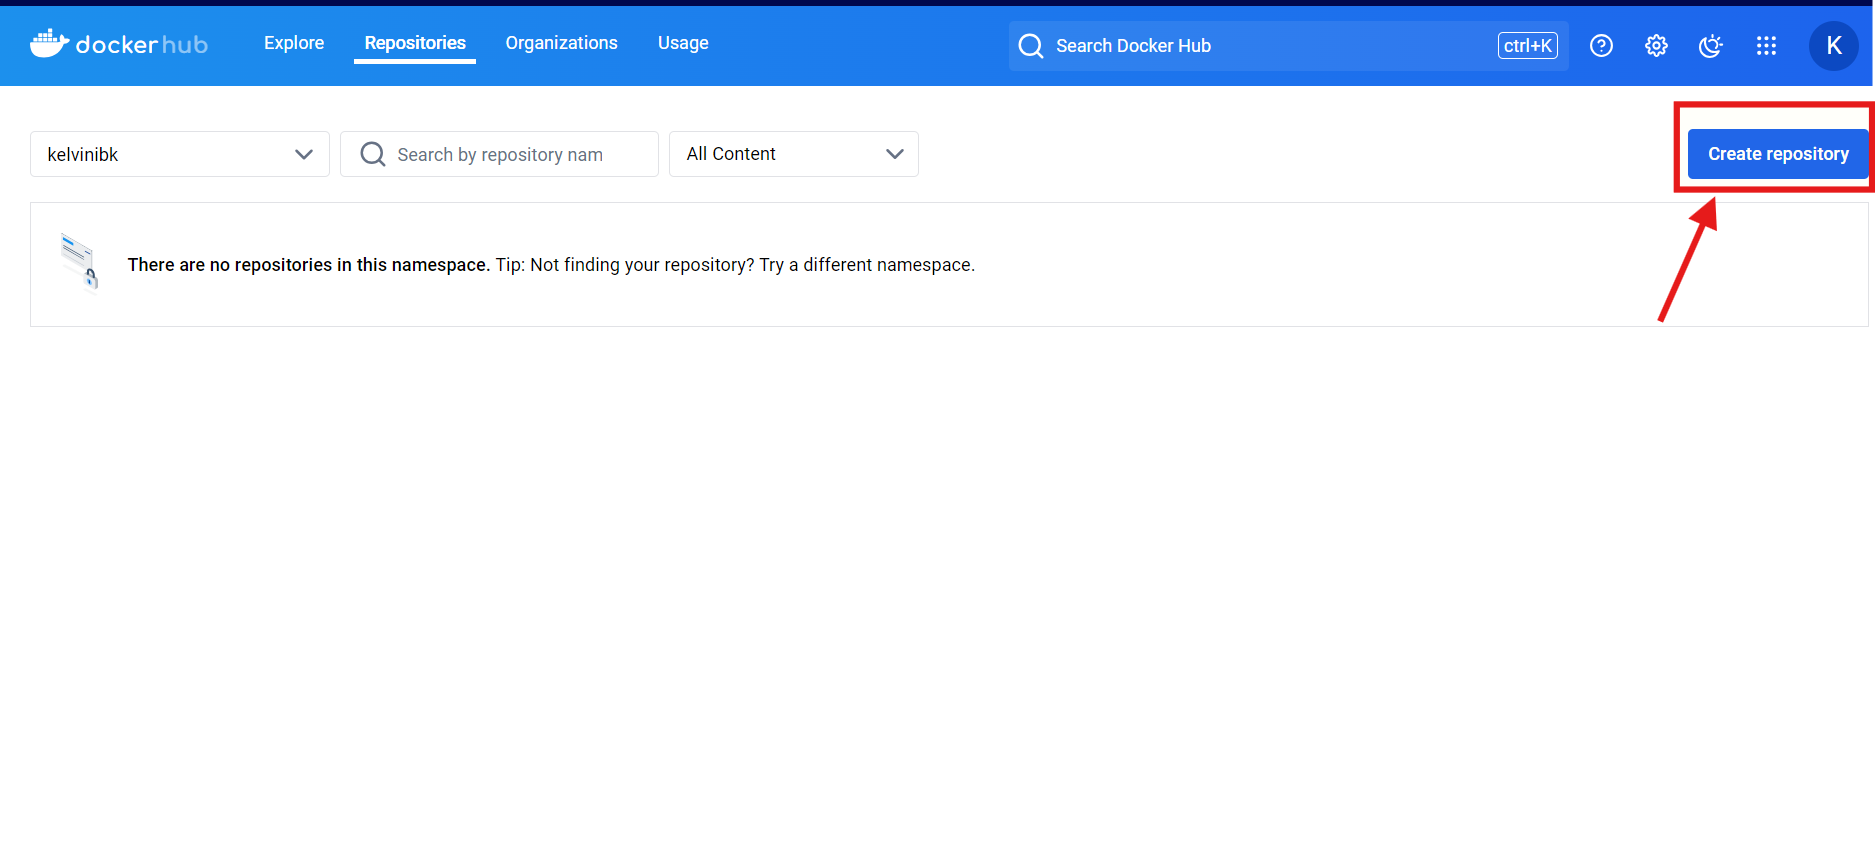 docker hub Explore Repositories Organizations Usage Search Docker Hub ctrl+K K
kelvinibk Search by repository nam All Content Create repository
There are no repositories in this namespace. Tip: Not finding your repository? Try a different namespace.